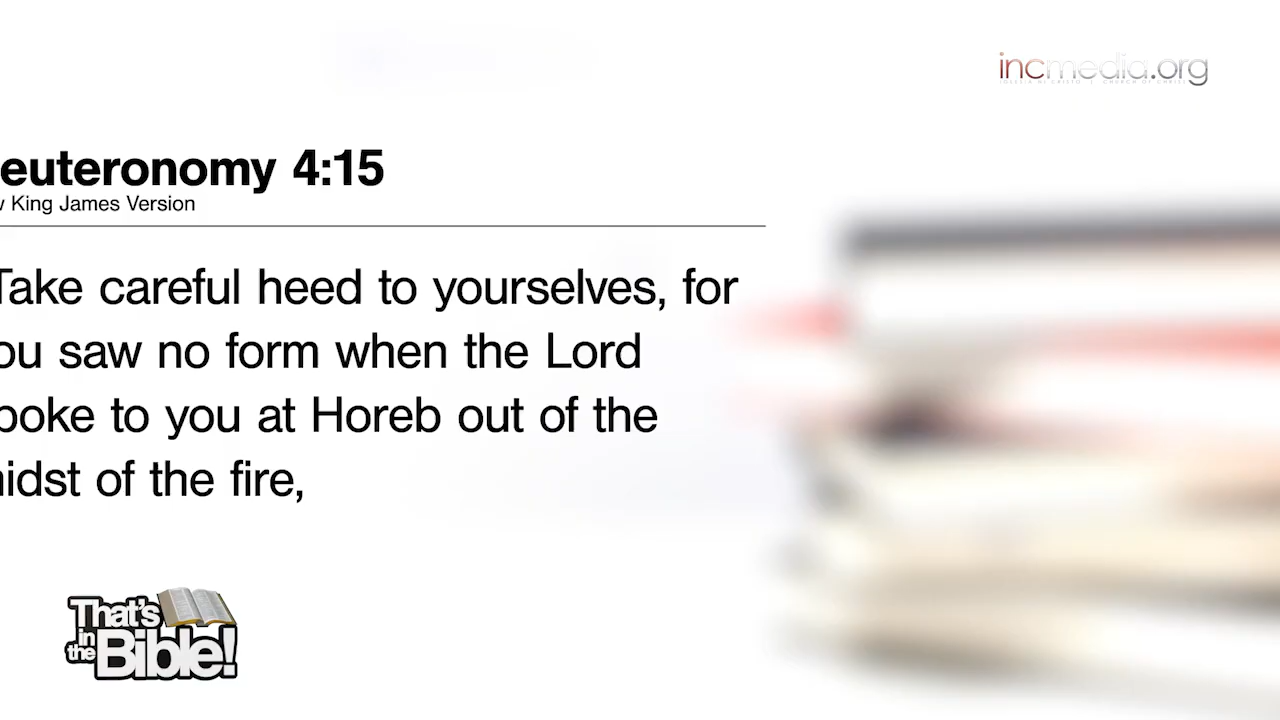 incmedia.org
euteronomy 4:15
King James Version
Take careful heed to yourselves, for
ou saw no form when the Lord
poke to you at Horeb out of the
idst of the fire,
That's
in
the
Bible!